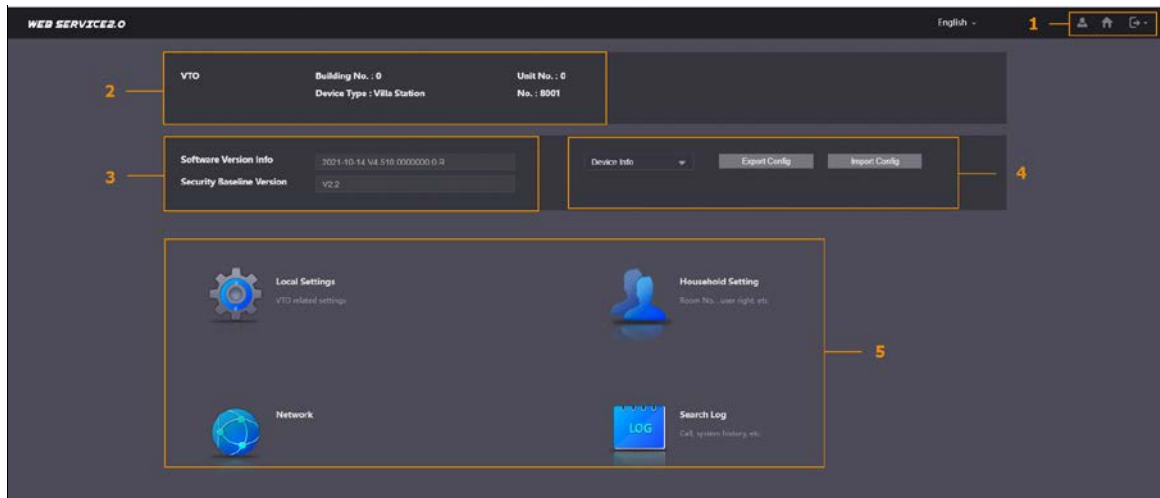 WEB SERVICE2.0
English
1
2
VTO
Building No. : 0
Unit No. : 0
Device Type : Villa Station
No. : 8001
3
Software Version Info
2021-10-14 V4.510.0000000.0.R
Security Baseline Version
V2.2
Device Info
Export Config
Import Config
4
Local Settings
VTO related settings
Household Setting
Room No., user right, etc
5
Network
LOG
Search Log
Call, system history, etc.